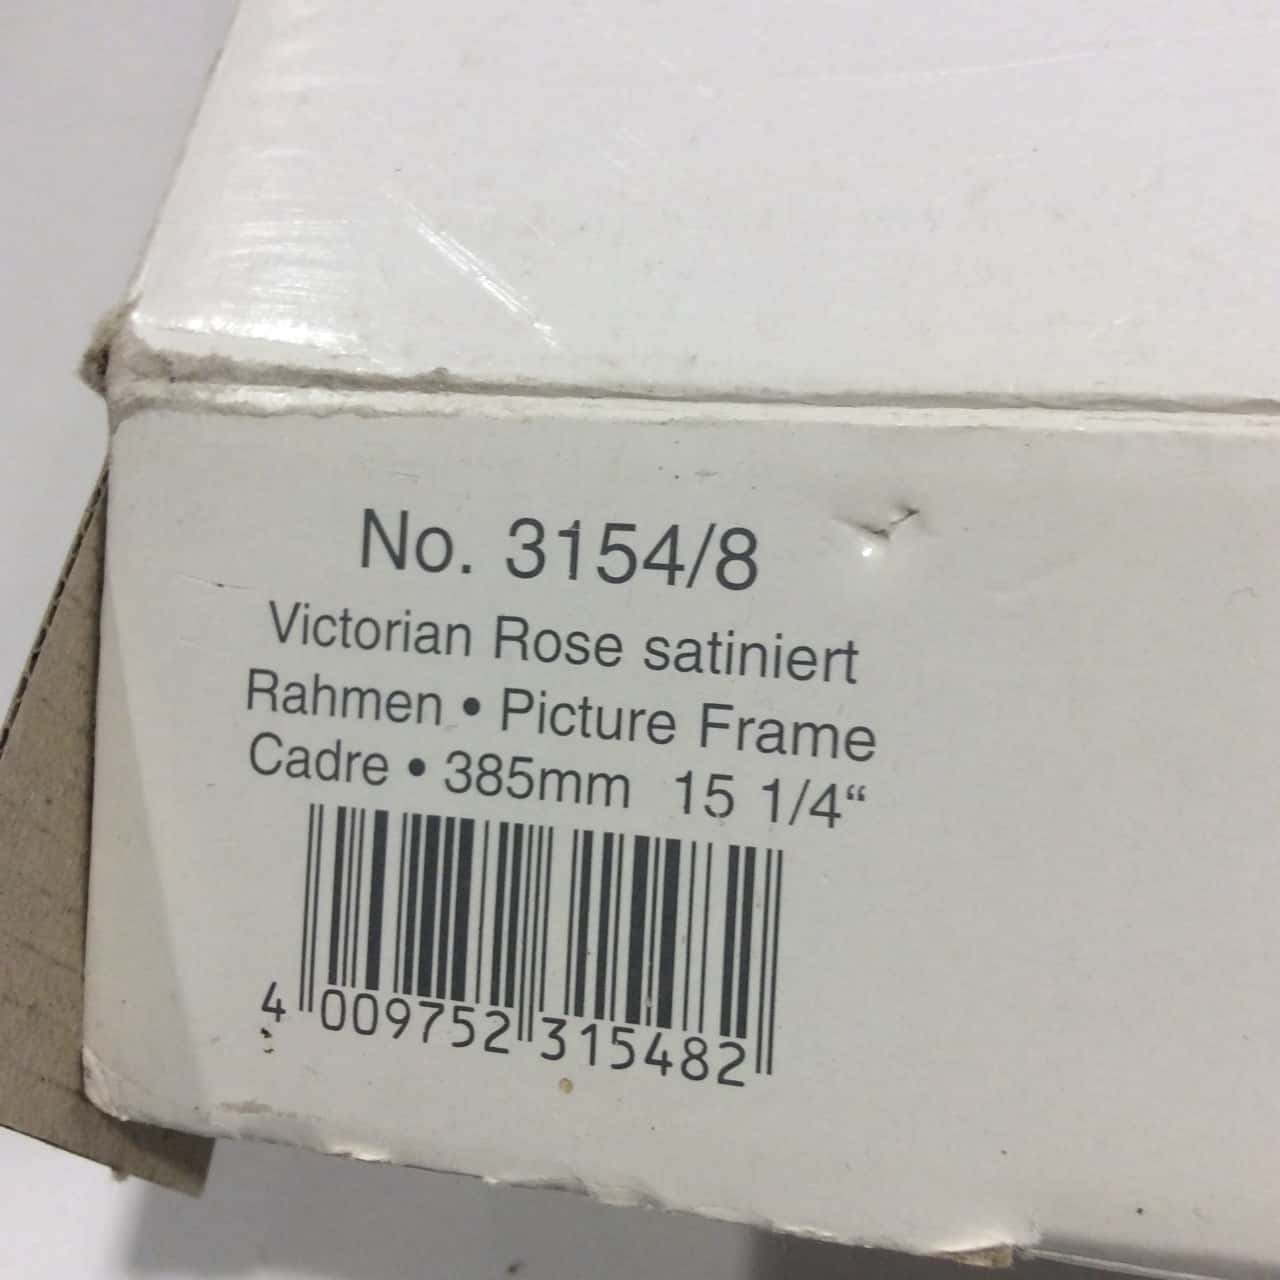 No. 3154/8
Victorian Rose satiniert
Rahmen • Picture Frame
Cadre • 385mm 15 1/4“
4 009752 315482